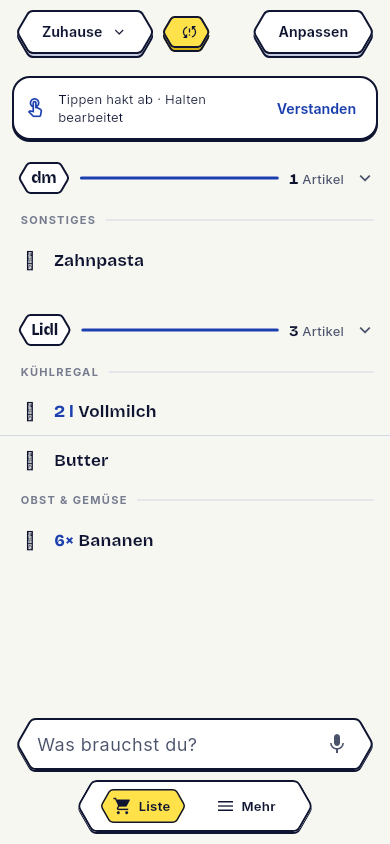 Zuhause
Anpassen
Tippen hakt ab · Halten
bearbeitet
Verstanden
dm
1 Artikel
SONSTIGES
Zahnpasta
Lidl
3 Artikel
KÜHLREGAL
2 l Vollmilch
Butter
OBST & GEMÜSE
6× Bananen
Was brauchst du?
Liste
Mehr